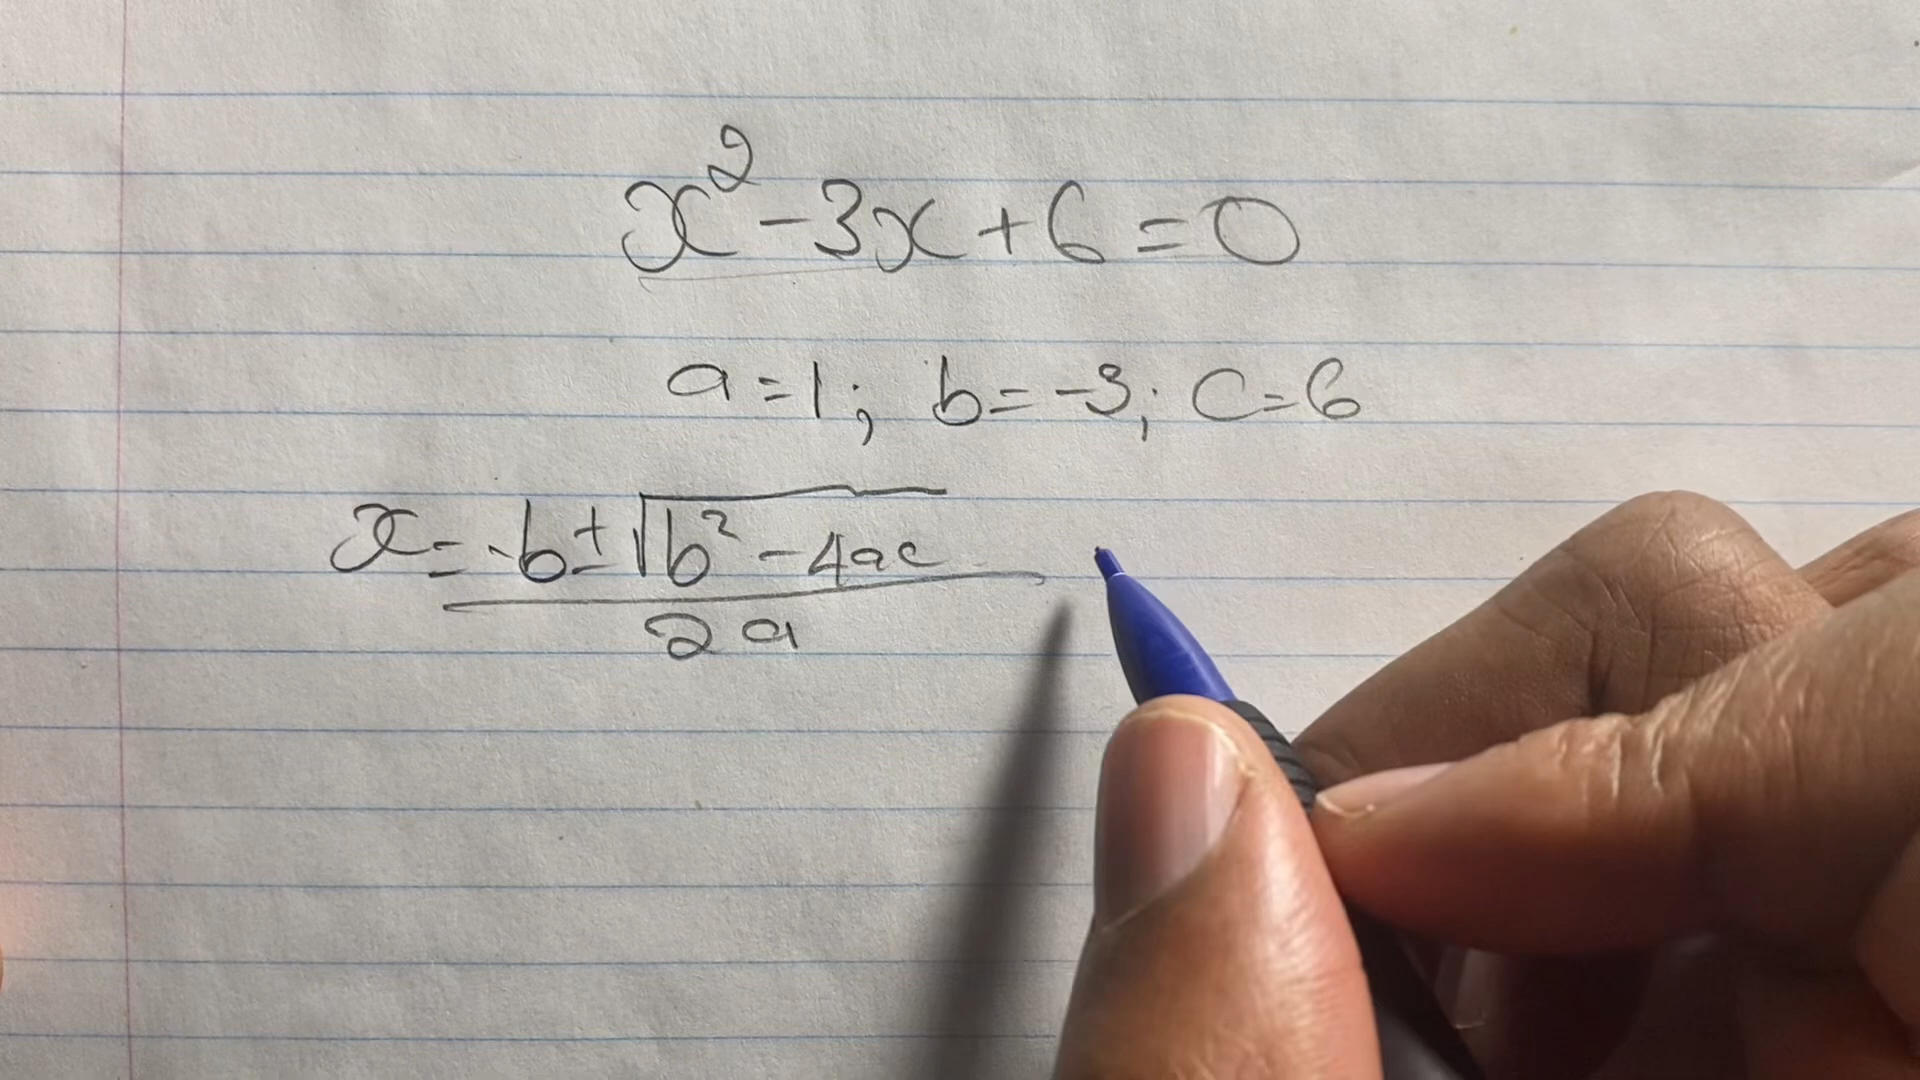 x² - 3x + 6 = 0
a = 1; b = -3; c = 6
x = -b ± √b² - 4ac
2a